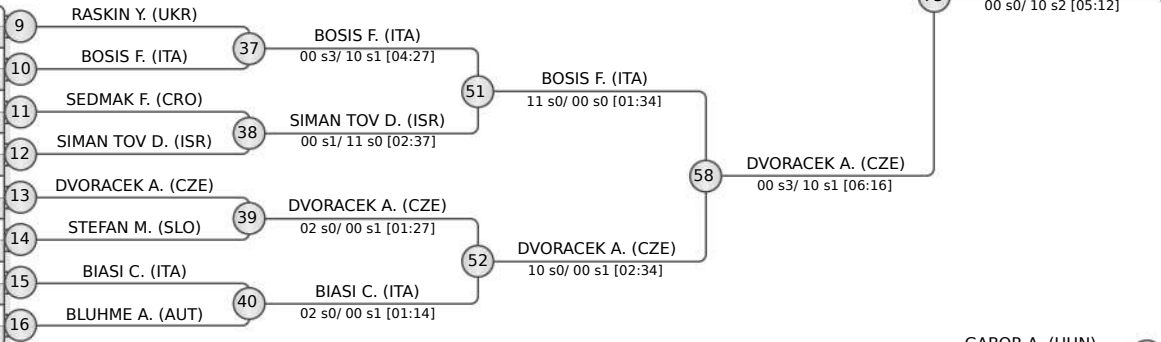 00 s0/ 10 s2 [05:12]
9
RASKIN Y. (UKR)
37
BOSIS F. (ITA)
00 s3/ 10 s1 [04:27]
10
BOSIS F. (ITA)
51
BOSIS F. (ITA)
11 s0/ 00 s0 [01:34]
11
SEDMAK F. (CRO)
38
SIMAN TOV D. (ISR)
00 s1/ 11 s0 [02:37]
12
SIMAN TOV D. (ISR)
58
DVORACEK A. (CZE)
00 s3/ 10 s1 [06:16]
13
DVORACEK A. (CZE)
39
DVORACEK A. (CZE)
02 s0/ 00 s1 [01:27]
14
STEFAN M. (SLO)
52
DVORACEK A. (CZE)
10 s0/ 00 s1 [02:34]
15
BIASI C. (ITA)
40
BIASI C. (ITA)
02 s0/ 00 s1 [01:14]
16
BLUHME A. (AUT)
GABOR A. (HUN)